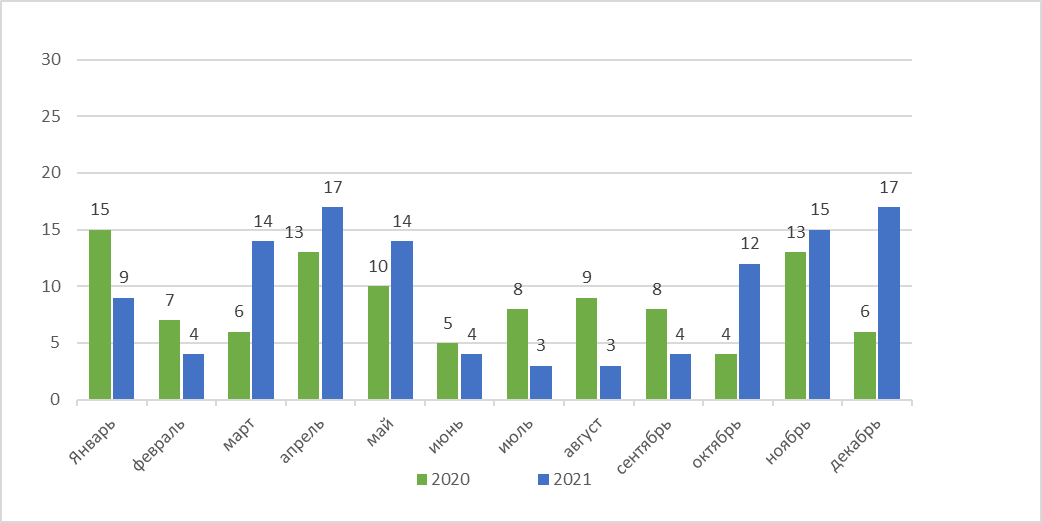 30
25
20
15
10
5
0
15 7 6 13 10 5 8 9 8 4 13 6
9 4 14 17 14 4 3 3 4 12 15 17
Январь февраль март апрель май июнь июль август сентябрь октябрь ноябрь декабрь
2020 2021